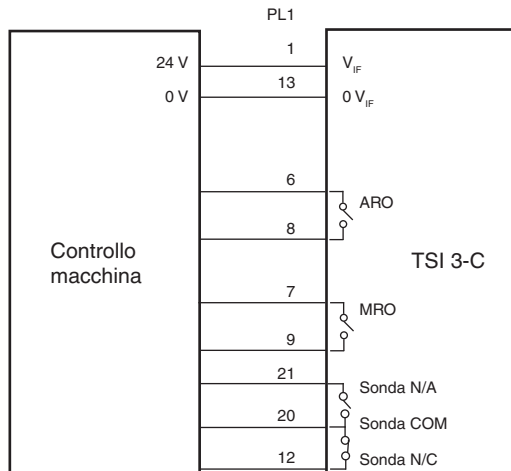 PL1
24 V 1 V_IF
0 V 13 0 V_IF
6
ARO
8
Controllo
macchina
TSI 3-C
7
MRO
9
21
Sonda N/A
20 Sonda COM
12 Sonda N/C